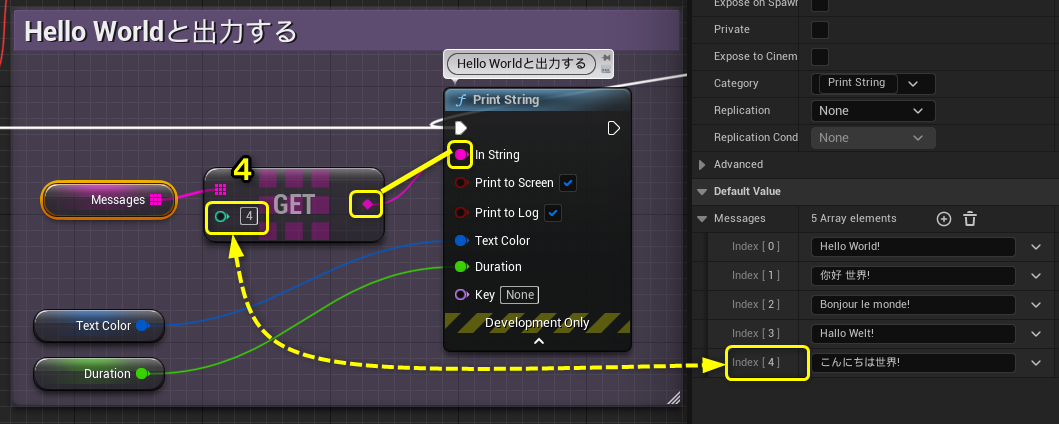 Hello Worldと出力する
Hello Worldと出力する
Print String
In String
Print to Screen
Print to Log
Text Color
Duration
Key None
Development Only
4
Messages
4
GET
Text Color
Duration
Expose on Spawn
Private
Expose to Cinem
Category Print String
Replication None
Replication Cond None
Advanced
Default Value
Messages 5 Array elements
Index [ 0 ] Hello World!
Index [ 1 ] 你好 世界!
Index [ 2 ] Bonjour le monde!
Index [ 3 ] Hallo Welt!
Index [ 4 ] こんにちは世界!